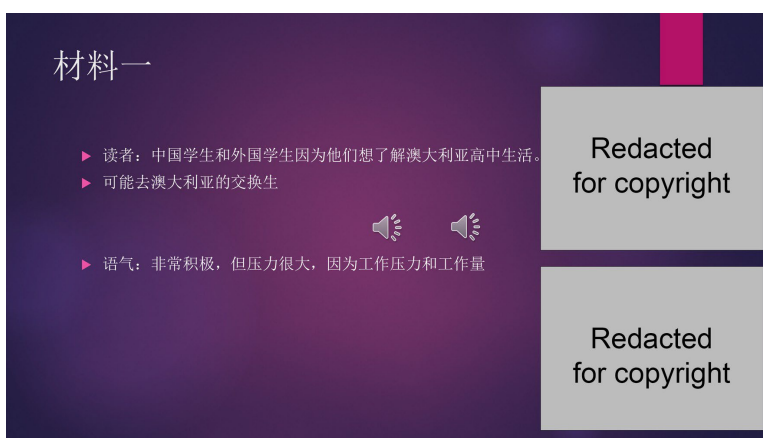 材料一
读者：中国学生和外国学生因为他们想了解澳大利亚高中生活。
可能去澳大利亚的交换生
语气：非常积极，但压力很大，因为工作压力和工作量
Redacted
for copyright
Redacted
for copyright